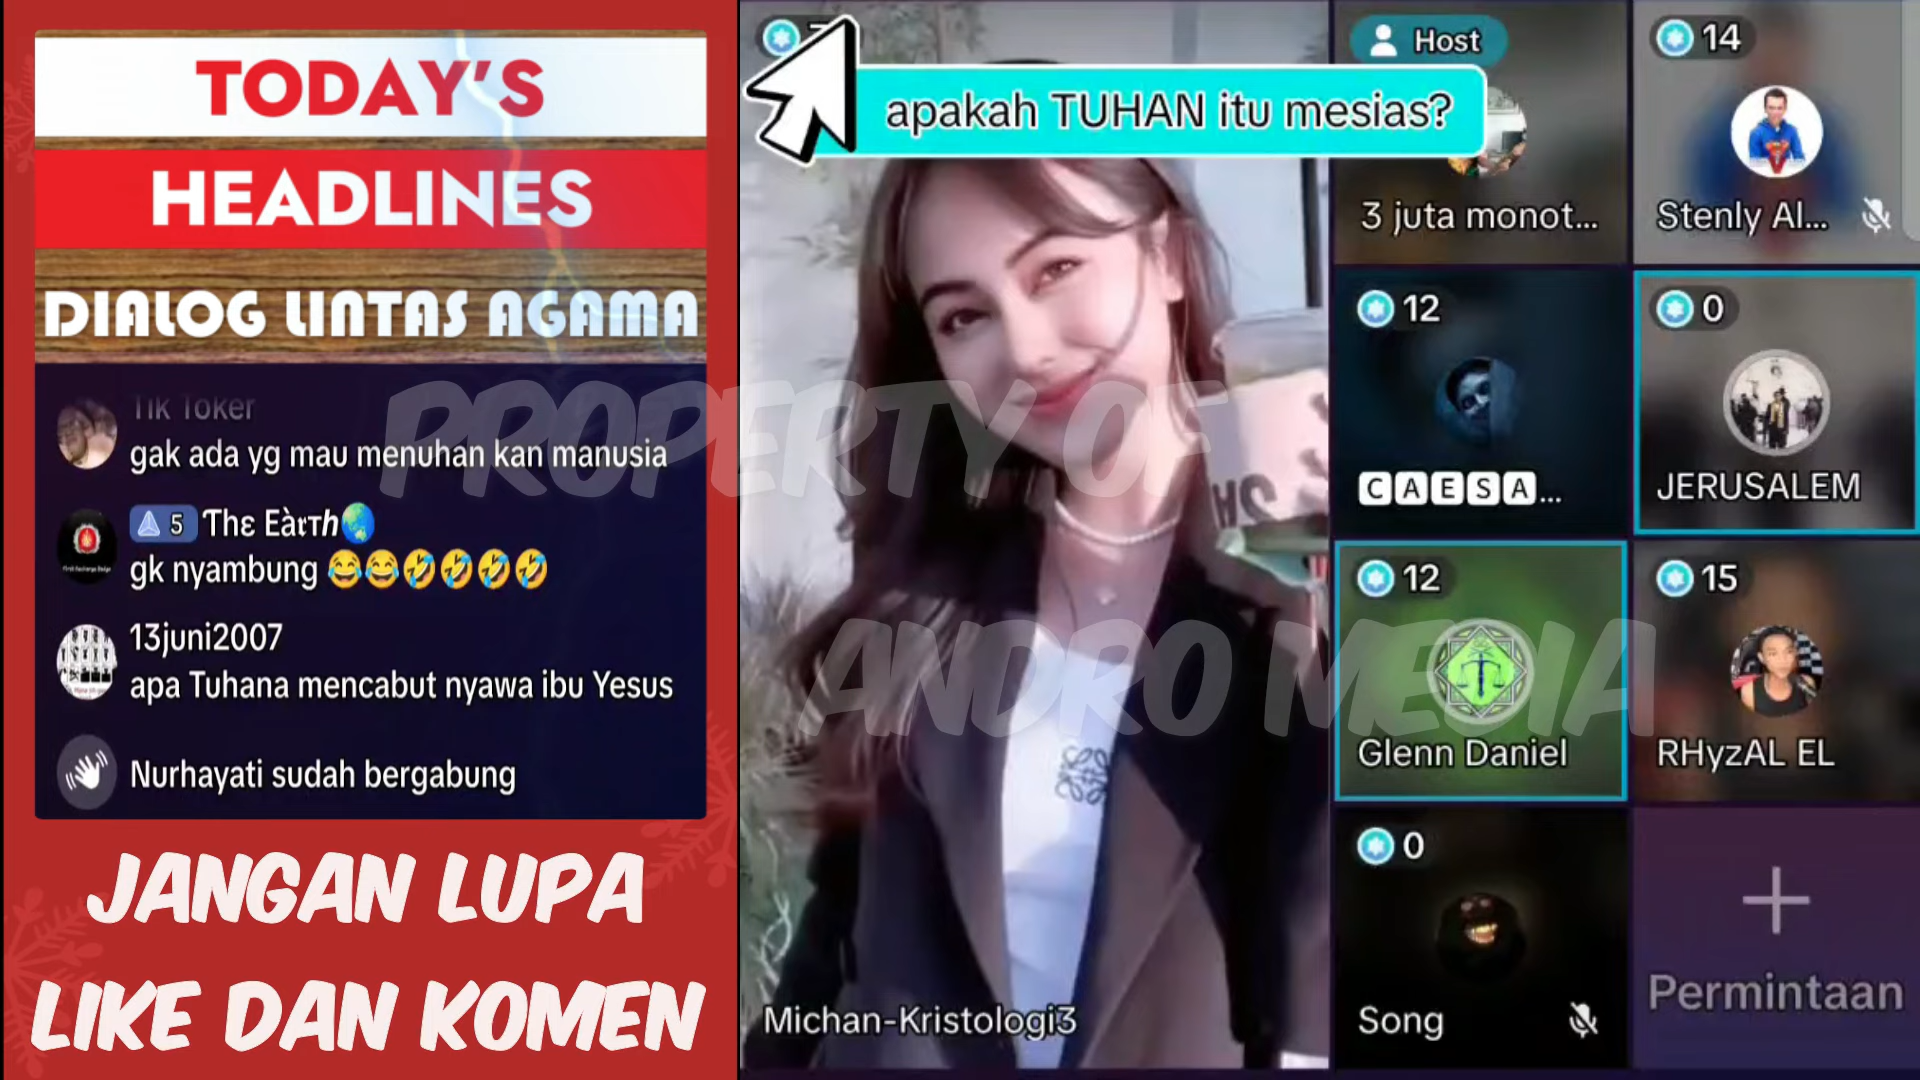 TODAY'S
HEADLINES
DIALOG LINTAS AGAMA
Tik Toker
gak ada yg mau menuhan kan manusia
5 Ƭhɛ Eàrтℎ🌏
gk nyambung 😂😂🤣🤣🤣🤣
13juni2007
apa Tuhana mencabut nyawa ibu Yesus
Nurhayati sudah bergabung
JANGAN LUPA
LIKE DAN KOMEN
apakah TUHAN itu mesias?
Michan-Kristologi3
Host
3 juta monot...
14
Stenly Al...
12
🅲🅰🅴🆂🅰...
0
JERUSALEM
12
Glenn Daniel
15
RHyzAL EL
0
Song
Permintaan
PROPERTY OF
ANDRO MEDIA